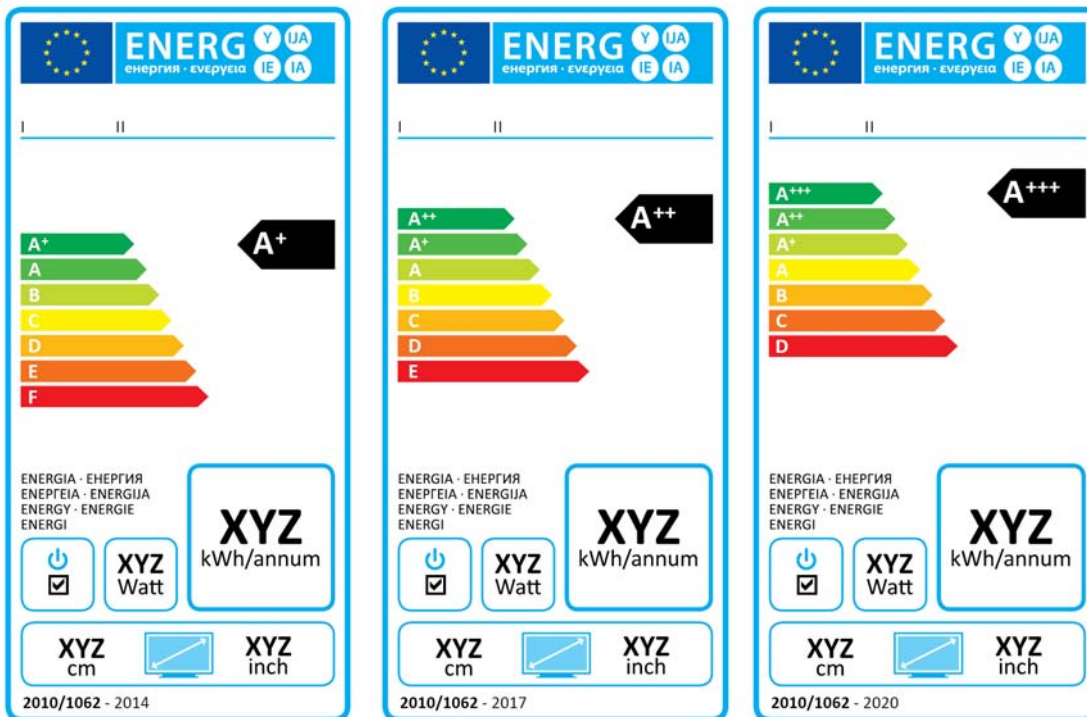 ENERG Y IJA
енергия · ενεργεια IE IA
I II
A+
A+
A
B
C
D
E
F
ENERGIA · ЕНЕРГИЯ
ΕΝΕΡΓΕΙΑ · ENERGIJA
ENERGY · ENERGIE
ENERGI
XYZ
kWh/annum
XYZ
Watt
XYZ
cm
XYZ
inch
2010/1062 - 2014
ENERG Y IJA
енергия · ενεργεια IE IA
I II
A++
A++
A+
A
B
C
D
E
ENERGIA · ЕНЕРГИЯ
ΕΝΕΡΓΕΙΑ · ENERGIJA
ENERGY · ENERGIE
ENERGI
XYZ
kWh/annum
XYZ
Watt
XYZ
cm
XYZ
inch
2010/1062 - 2017
ENERG Y IJA
енергия · ενεργεια IE IA
I II
A+++
A+++
A++
A+
A
B
C
D
ENERGIA · ЕНЕРГИЯ
ΕΝΕΡΓΕΙΑ · ENERGIJA
ENERGY · ENERGIE
ENERGI
XYZ
kWh/annum
XYZ
Watt
XYZ
cm
XYZ
inch
2010/1062 - 2020